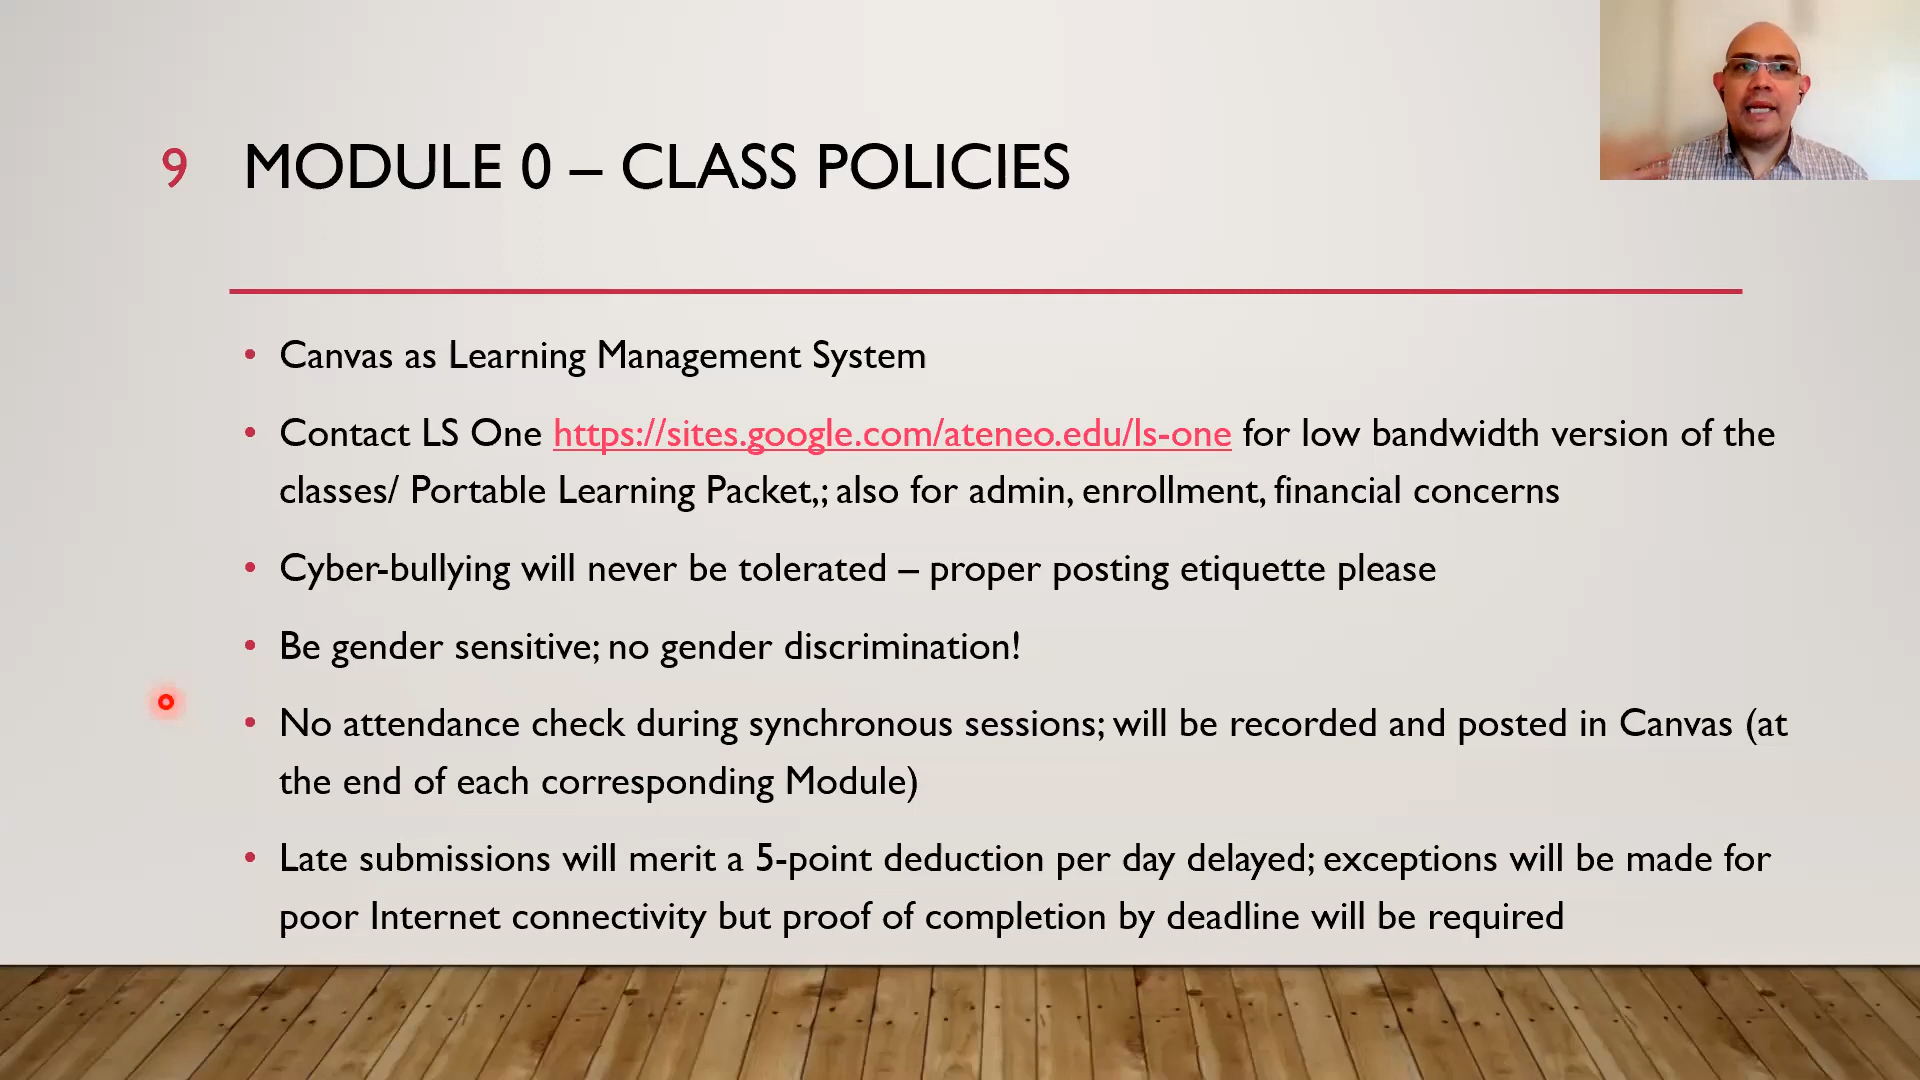 9 MODULE 0 – CLASS POLICIES
• Canvas as Learning Management System
• Contact LS One https://sites.google.com/ateneo.edu/ls-one for low bandwidth version of the
classes/ Portable Learning Packet,; also for admin, enrollment, financial concerns
• Cyber-bullying will never be tolerated – proper posting etiquette please
• Be gender sensitive; no gender discrimination!
• No attendance check during synchronous sessions; will be recorded and posted in Canvas (at
the end of each corresponding Module)
• Late submissions will merit a 5-point deduction per day delayed; exceptions will be made for
poor Internet connectivity but proof of completion by deadline will be required